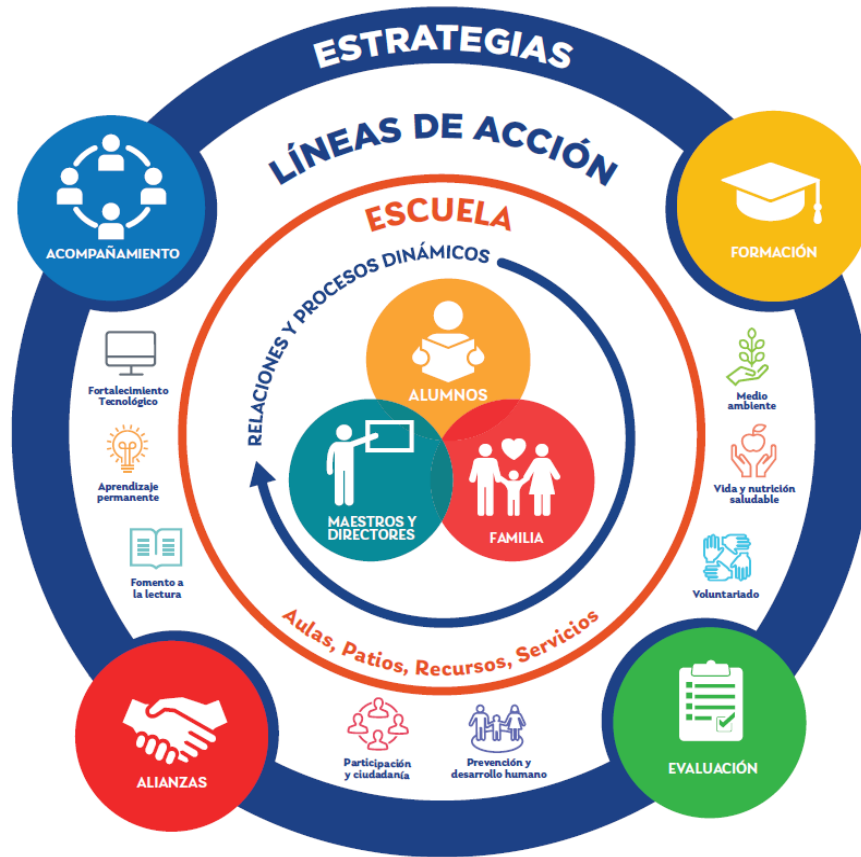 ESTRATEGIAS
LÍNEAS DE ACCIÓN
ESCUELA
RELACIONES Y PROCESOS DINÁMICOS
ACOMPAÑAMIENTO
FORMACIÓN
ALUMNOS
MAESTROS Y
DIRECTORES
FAMILIA
Fortalecimiento
Tecnológico
Aprendizaje
permanente
Fomento a
la lectura
Medio
ambiente
Vida y nutrición
saludable
Voluntariado
Aulas, Patios, Recursos, Servicios
Participación
y ciudadanía
Prevención y
desarrollo humano
ALIANZAS
EVALUACIÓN